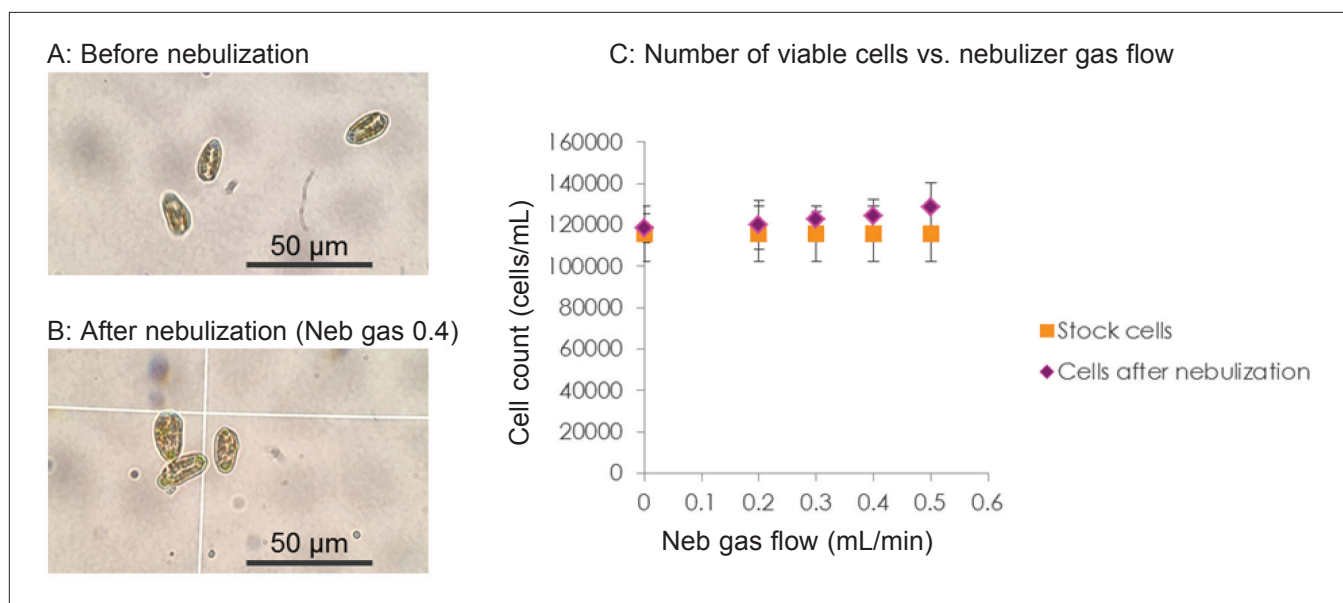 A: Before nebulization
50 µm
B: After nebulization (Neb gas 0.4)
50 µm
C: Number of viable cells vs. nebulizer gas flow
Cell count (cells/mL)
160000
140000
120000
100000
80000
60000
40000
20000
0
0 0.1 0.2 0.3 0.4 0.5 0.6
Neb gas flow (mL/min)
Stock cells
Cells after nebulization